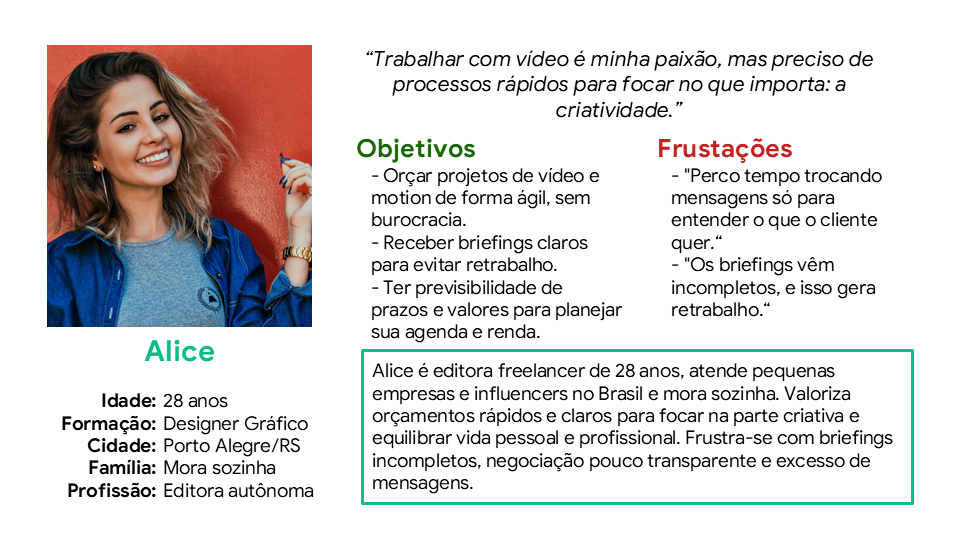 “Trabalhar com vídeo é minha paixão, mas preciso de
processos rápidos para focar no que importa: a
criatividade.”
Objetivos
- Orçar projetos de vídeo e
motion de forma ágil, sem
burocracia.
- Receber briefings claros
para evitar retrabalho.
- Ter previsibilidade de
prazos e valores para planejar
sua agenda e renda.
Frustações
- "Perco tempo trocando
mensagens só para
entender o que o cliente
quer.“
- "Os briefings vêm
incompletos, e isso gera
retrabalho.“
Alice
Idade: 28 anos
Formação: Designer Gráfico
Cidade: Porto Alegre/RS
Família: Mora sozinha
Profissão: Editora autônoma
Alice é editora freelancer de 28 anos, atende pequenas
empresas e influencers no Brasil e mora sozinha. Valoriza
orçamentos rápidos e claros para focar na parte criativa e
equilibrar vida pessoal e profissional. Frustra-se com briefings
incompletos, negociação pouco transparente e excesso de
mensagens.